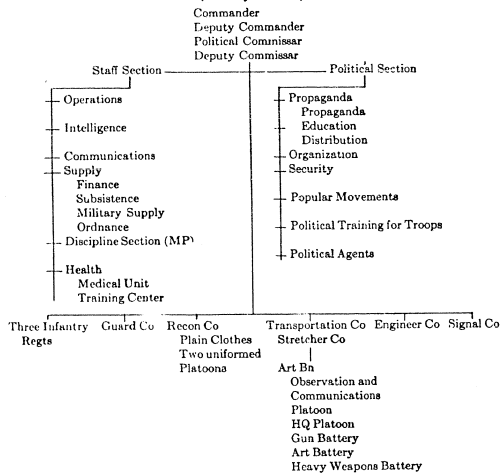 Commander
Deputy Commander
Political Commissar
Deputy Commissar
Staff Section
Political Section
Operations
Intelligence
Communications
Supply
Finance
Subsistence
Military Supply
Ordnance
Discipline Section (MP)
Health
Medical Unit
Training Center
Propaganda
Propaganda
Education
Distribution
Organization
Security
Popular Movements
Political Training for Troops
Political Agents
Three Infantry
Regts
Guard Co
Recon Co
Plain Clothes
Two uniformed
Platoons
Transportation Co
Stretcher Co
Engineer Co
Signal Co
Art Bn
Observation and
Communications
Platoon
HQ Platoon
Gun Battery
Art Battery
Heavy Weapons Battery